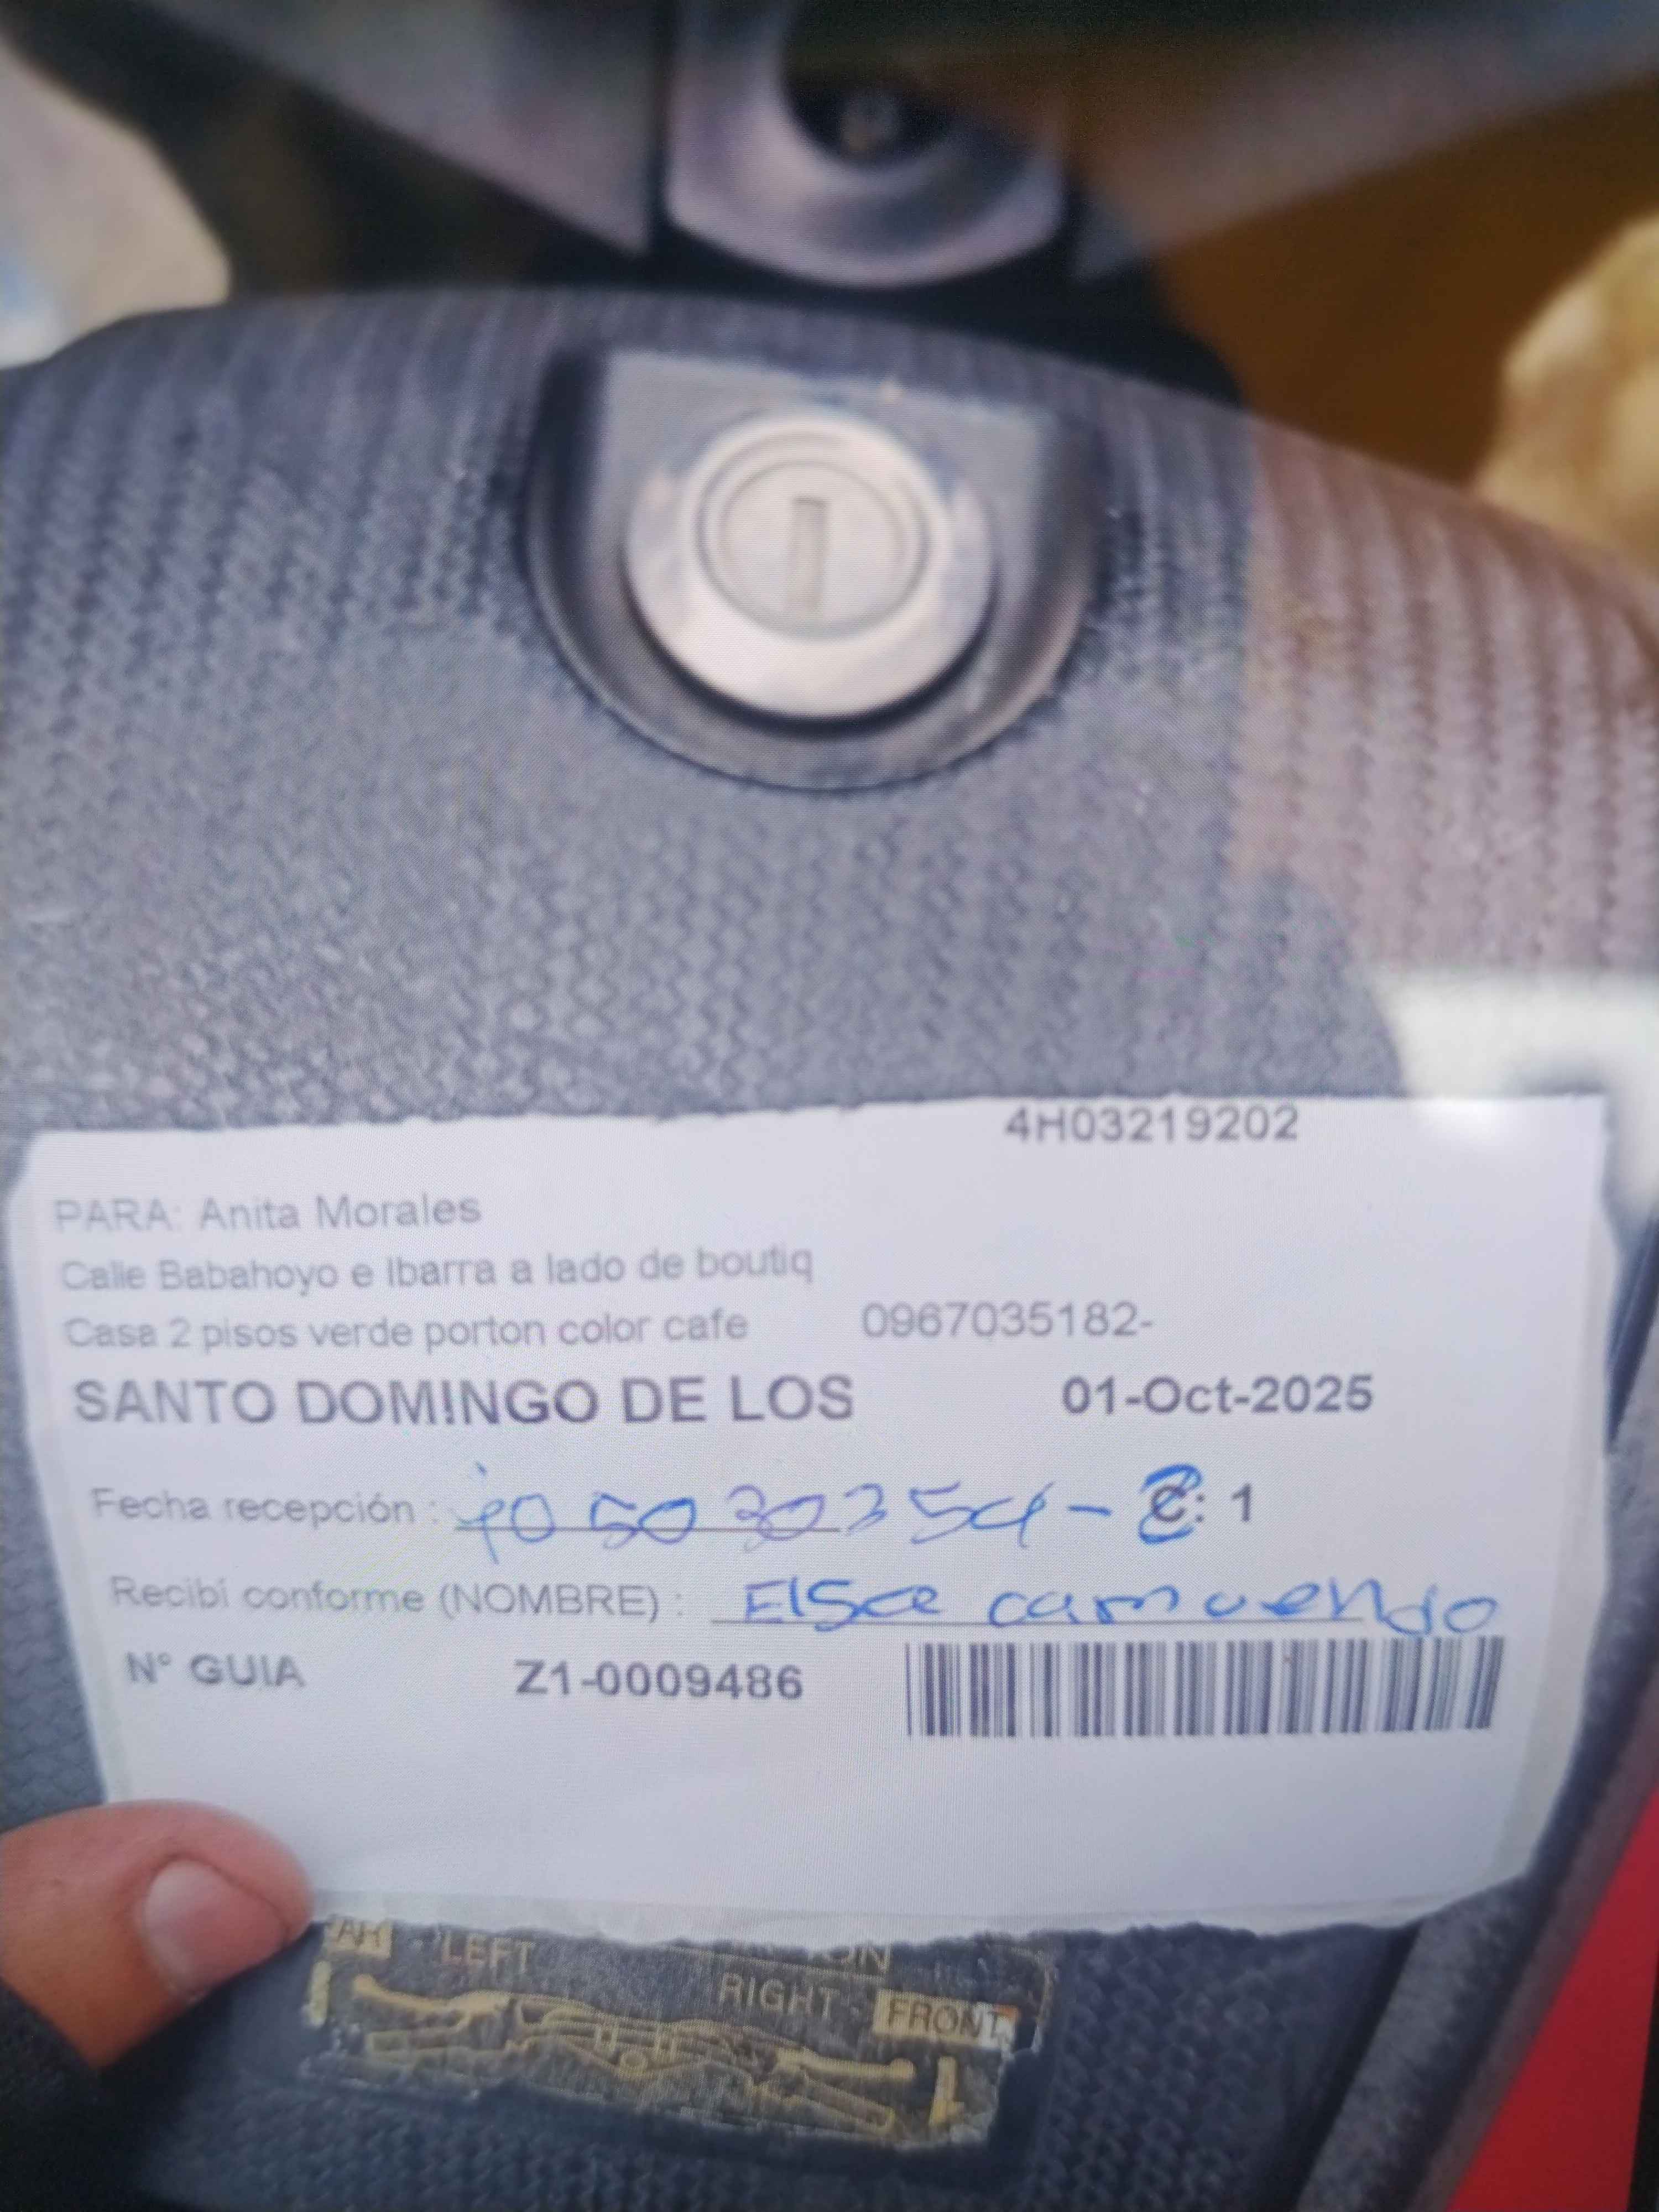 4H03219202
PARA: Anita Morales
Calle Babahoyo e Ibarra a lado de boutiq
Casa 2 pisos verde porton color cafe 0967035182-
SANTO DOMINGO DE LOS 01-Oct-2025
Fecha recepción : 105030354-8 C: 1
Recibí conforme (NOMBRE) : Elsa camuendo
N° GUIA Z1-0009486
LEFT
RIGHT - FRONT